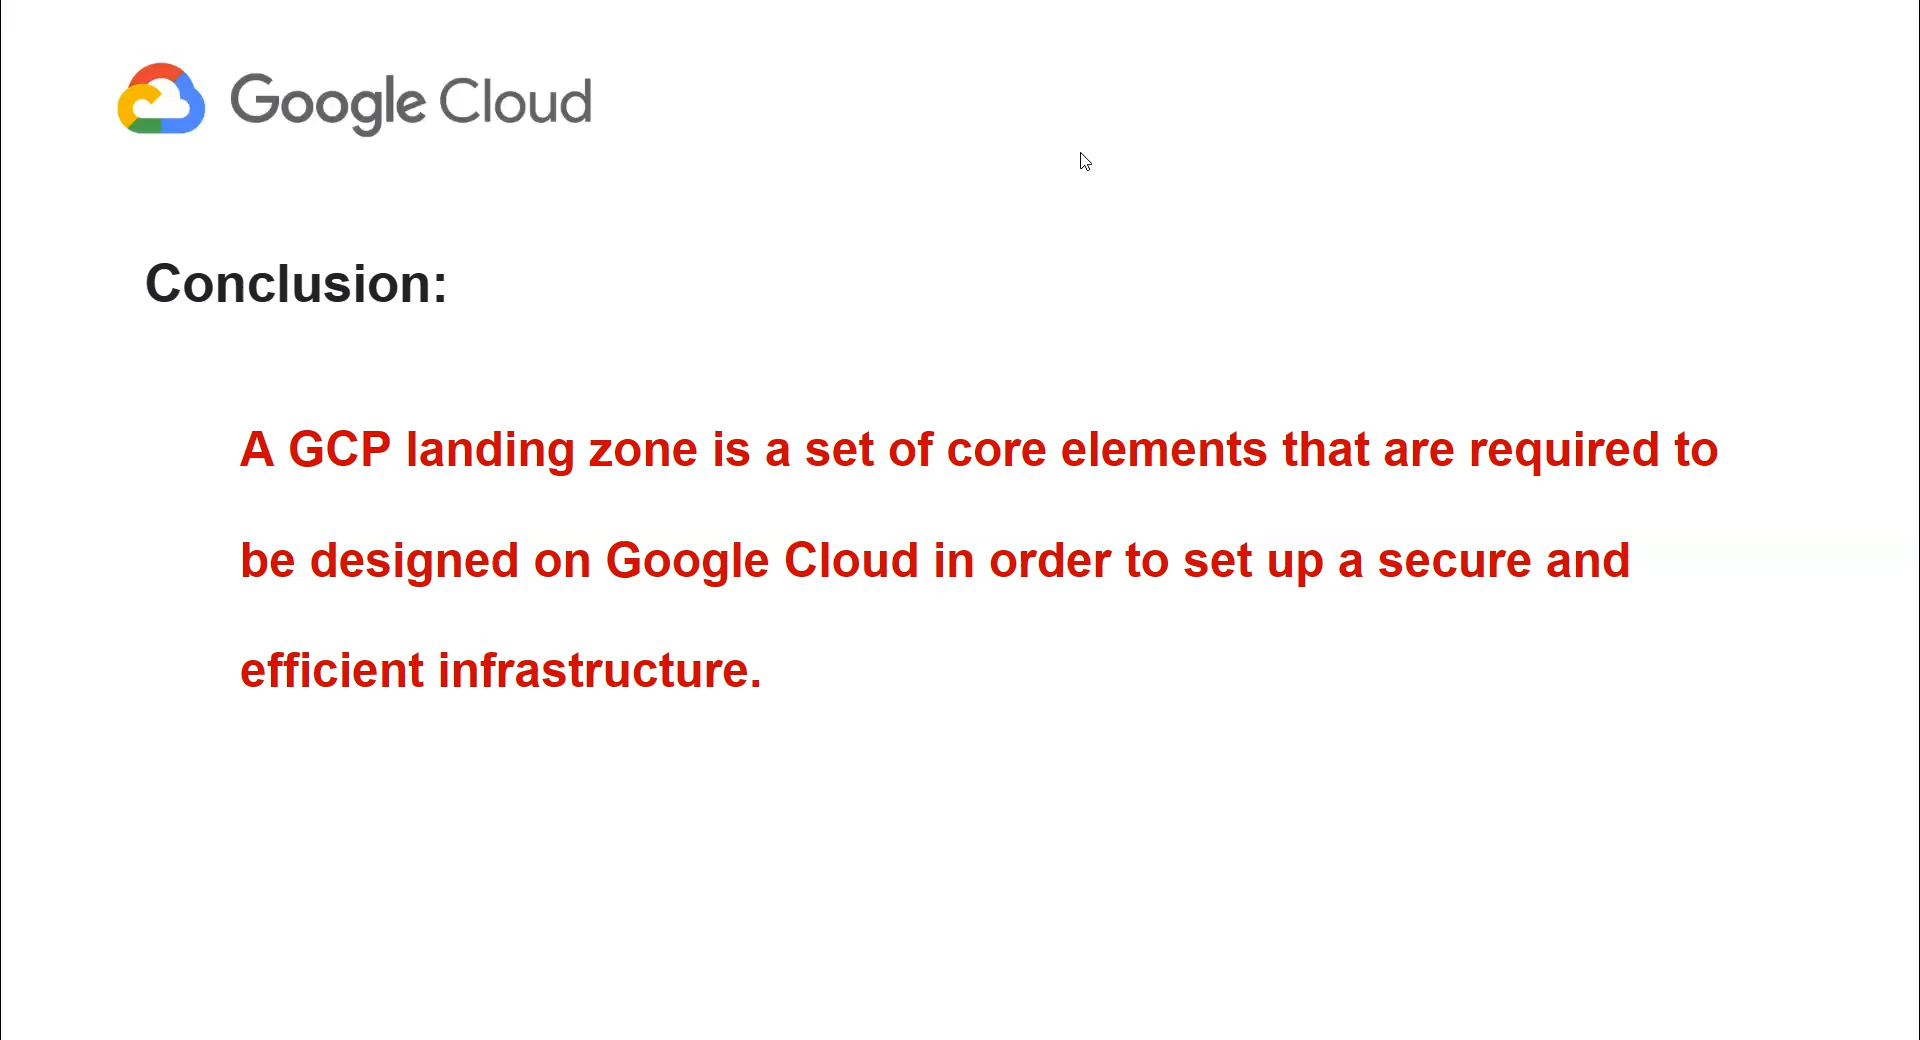 Google Cloud
Conclusion:
A GCP landing zone is a set of core elements that are required to
be designed on Google Cloud in order to set up a secure and
efficient infrastructure.